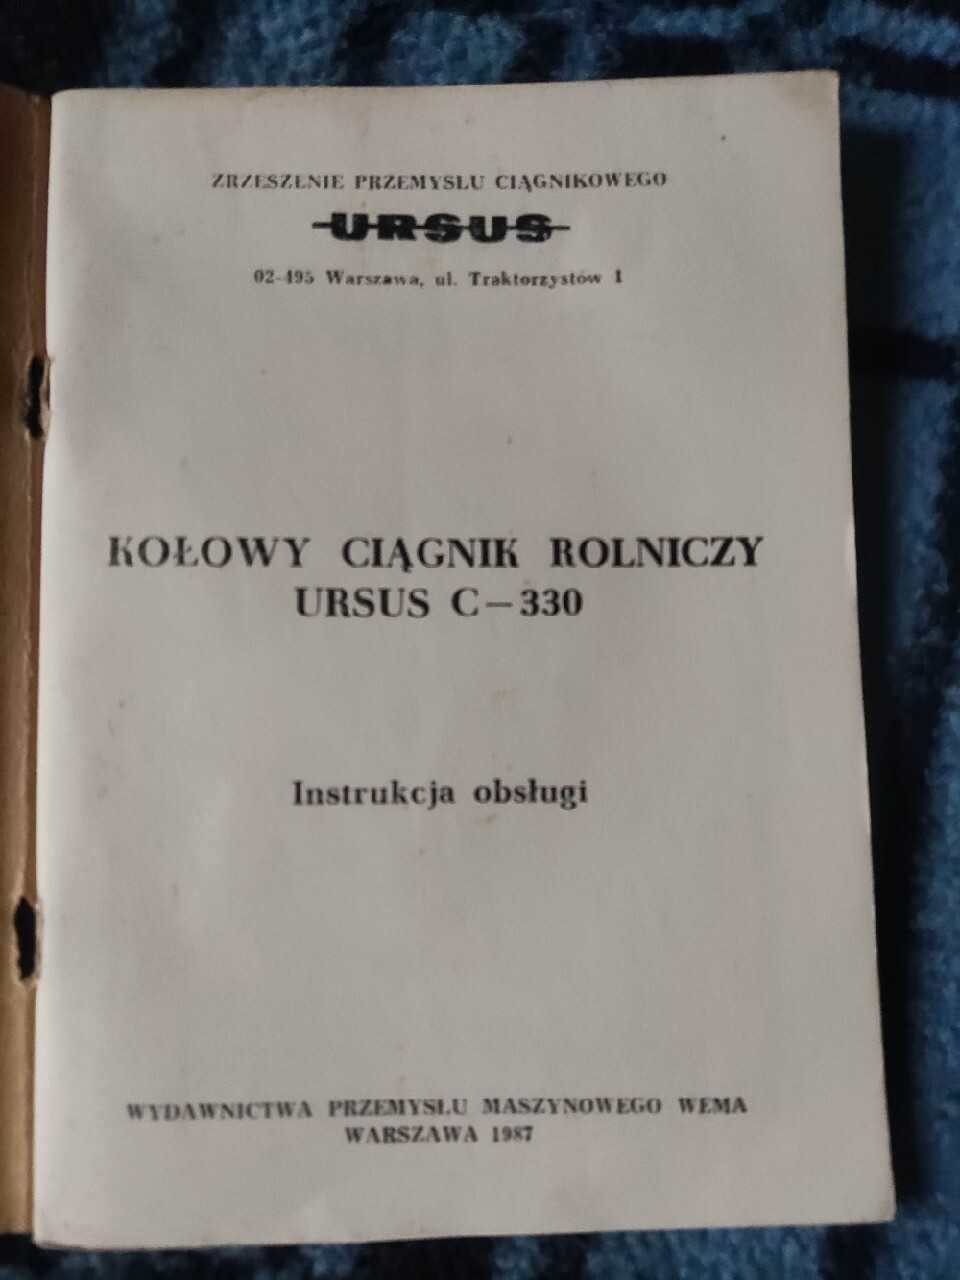 ZRZESZENIE PRZEMYSŁU CIĄGNIKOWEGO
URSUS
02-495 Warszawa, ul. Traktorzystów 1
KOŁOWY CIĄGNIK ROLNICZY
URSUS C-330
Instrukcja obsługi
WYDAWNICTWA PRZEMYSŁU MASZYNOWEGO WEMA
WARSZAWA 1987